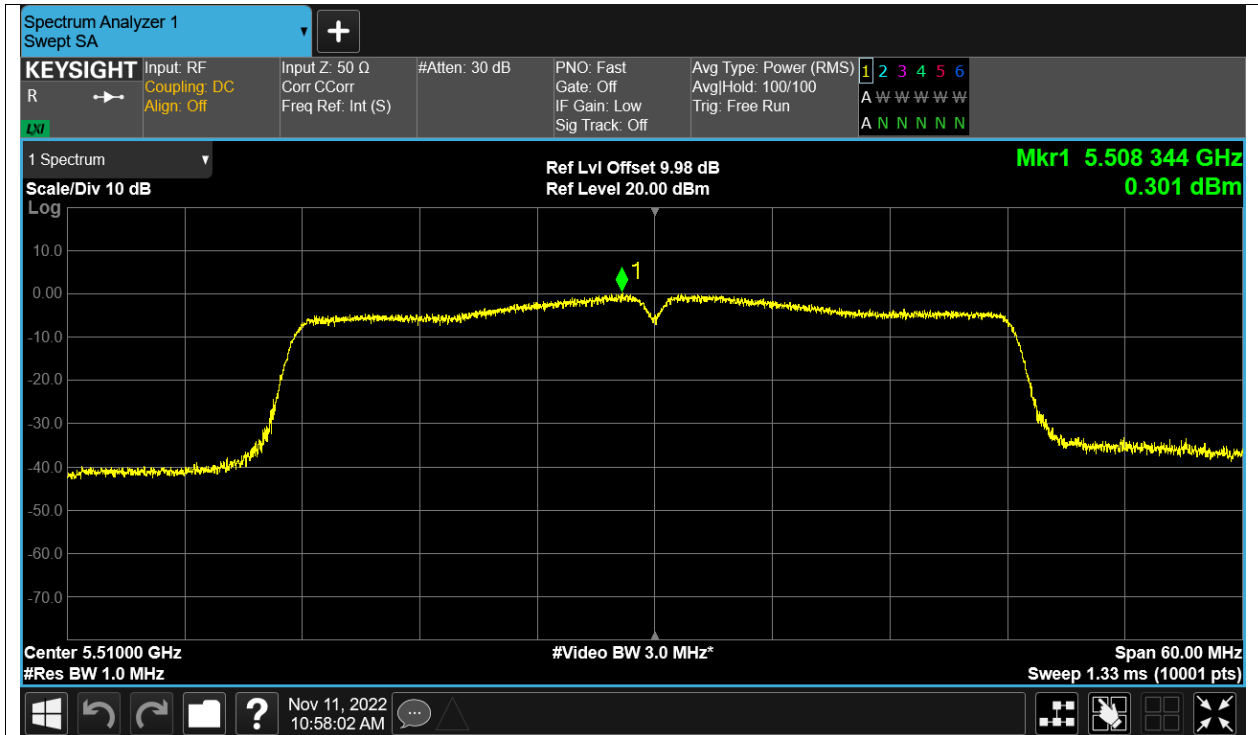 Spectrum Analyzer 1
Swept SA
▼
+
KEYSIGHT
R
LXI
Input: RF
Coupling: DC
Align: Off
Input Z: 50 Ω
Corr CCorr
Freq Ref: Int (S)
#Atten: 30 dB
PNO: Fast
Gate: Off
IF Gain: Low
Sig Track: Off
Avg Type: Power (RMS)
Avg|Hold: 100/100
Trig: Free Run
1 2 3 4 5 6
A W W W W W
A N N N N N
1 Spectrum ▼
Scale/Div 10 dB
Log
Ref Lvl Offset 9.98 dB
Ref Level 20.00 dBm
Mkr1 5.508 344 GHz
0.301 dBm
10.0
0.00
-10.0
-20.0
-30.0
-40.0
-50.0
-60.0
-70.0
1
Center 5.51000 GHz
#Res BW 1.0 MHz
#Video BW 3.0 MHz*
Span 60.00 MHz
Sweep 1.33 ms (10001 pts)
?
Nov 11, 2022
10:58:02 AM